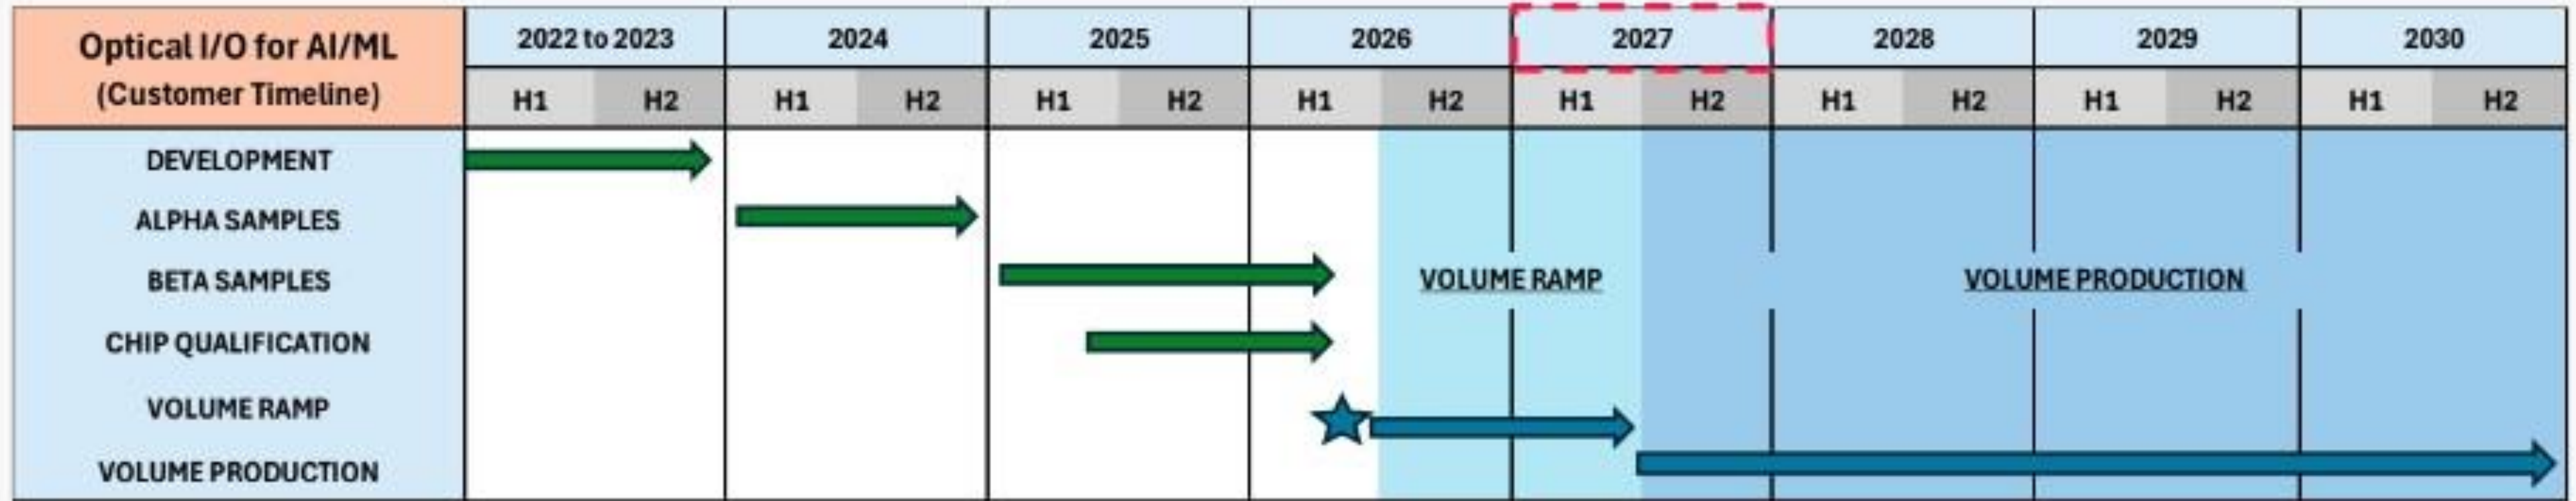 Optical I/O for AI/ML
(Customer Timeline)
2022 to 2023 2024 2025 2026 2027 2028 2029 2030
H1 H2 H1 H2 H1 H2 H1 H2 H1 H2 H1 H2 H1 H2 H1 H2
DEVELOPMENT
ALPHA SAMPLES
BETA SAMPLES VOLUME RAMP VOLUME PRODUCTION
CHIP QUALIFICATION
VOLUME RAMP
VOLUME PRODUCTION